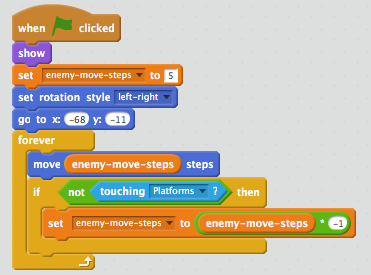 when clicked
show
set enemy-move-steps to 5
set rotation style left-right
go to x: -68 y: -11
forever
move enemy-move-steps steps
if not touching Platforms ? then
set enemy-move-steps to enemy-move-steps * -1